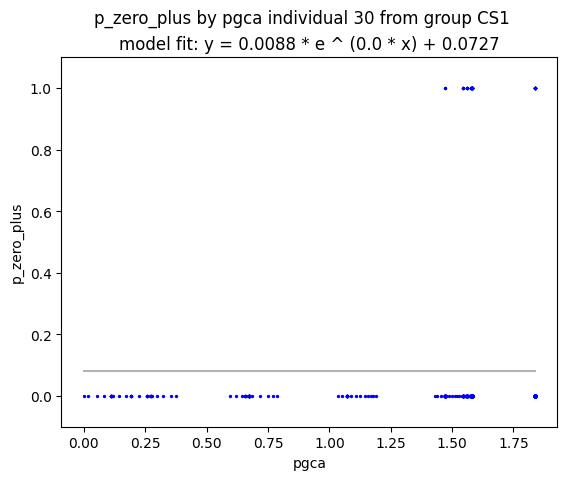 p_zero_plus by pgca individual 30 from group CS1
model fit: y = 0.0088 * e ^ (0.0 * x) + 0.0727
1.0
0.8
0.6
0.4
0.2
0.0
p_zero_plus
0.00 0.25 0.50 0.75 1.00 1.25 1.50 1.75
pgca